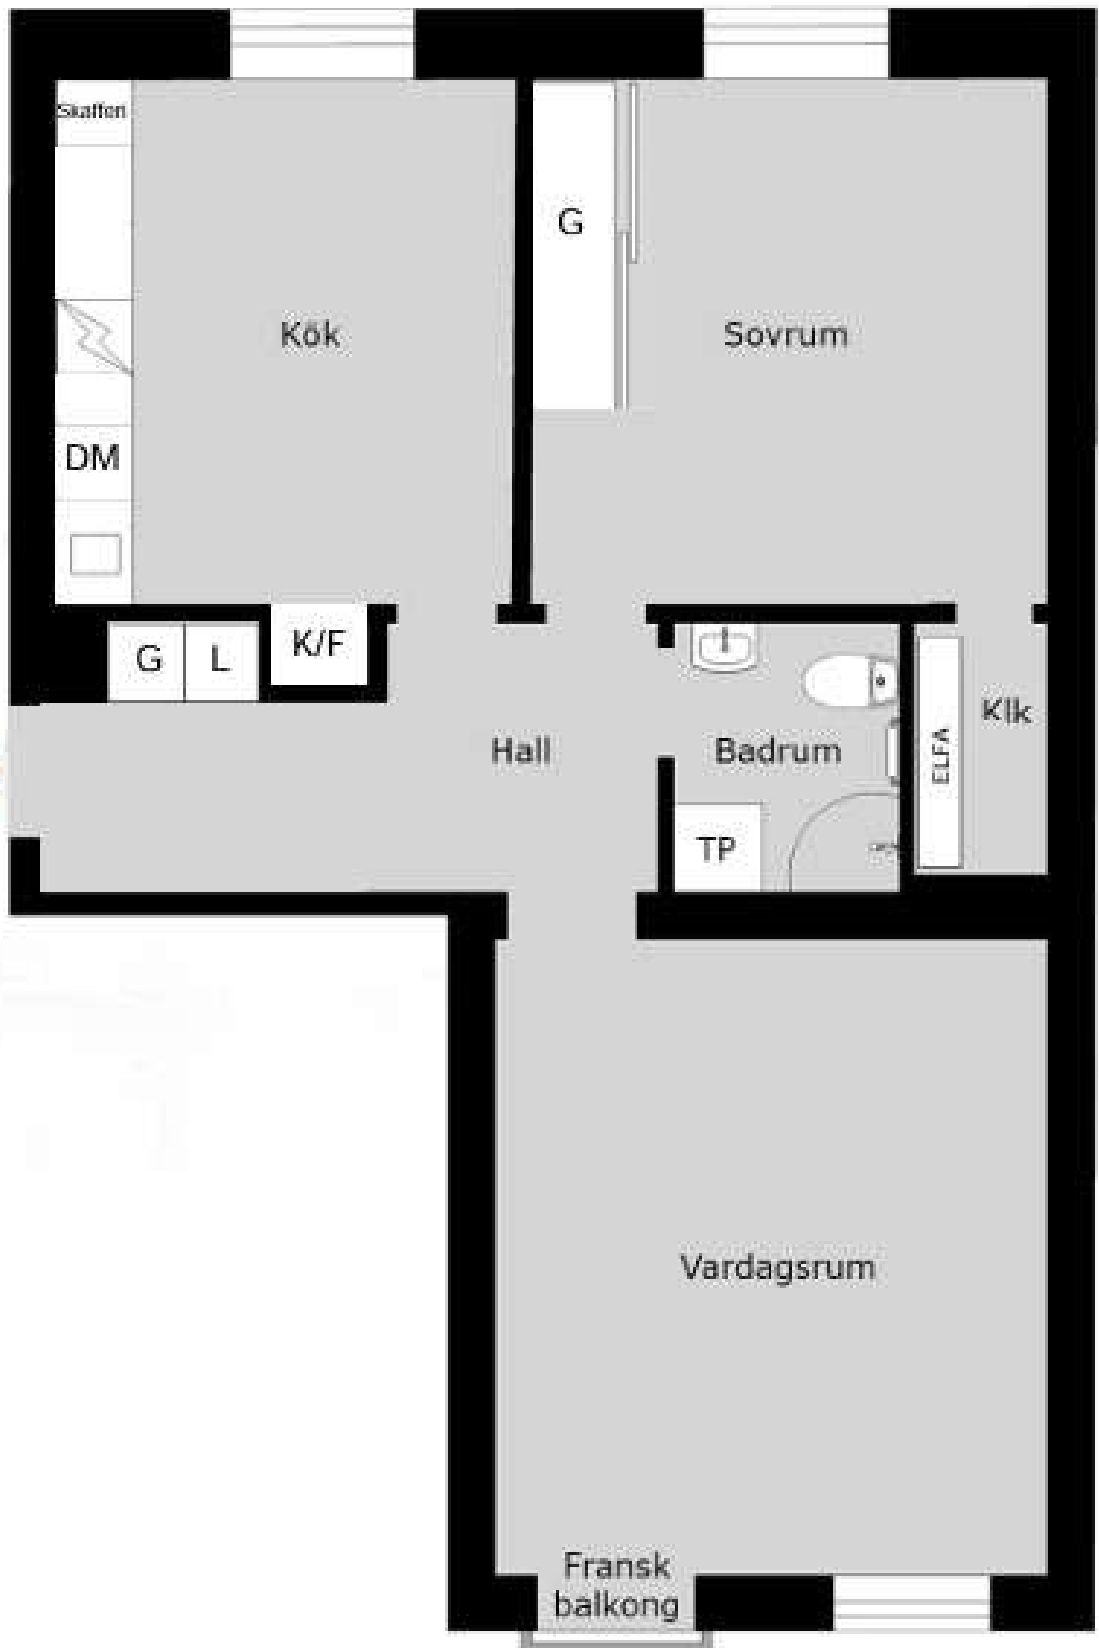 Skafferi
G
Kök
Sovrum
DM
G
L
K/F
Klk
Hall
Badrum
ELFA
TP
Vardagsrum
Fransk
balkong